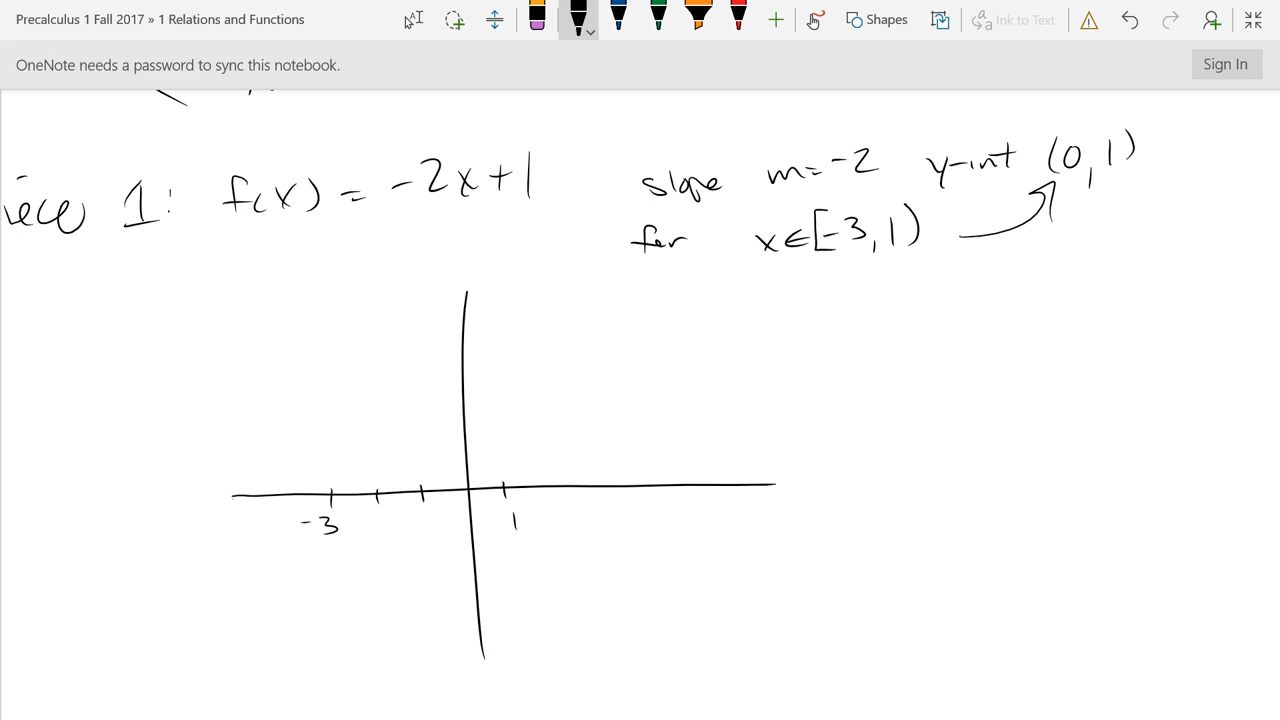 Precalculus 1 Fall 2017 » 1 Relations and Functions
Ink to Text
Shapes
OneNote needs a password to sync this notebook.
Sign In
iece 1: f(x) = -2x+1
slope m=-2 y-int (0,1)
for x∈[-3,1)
-3
1